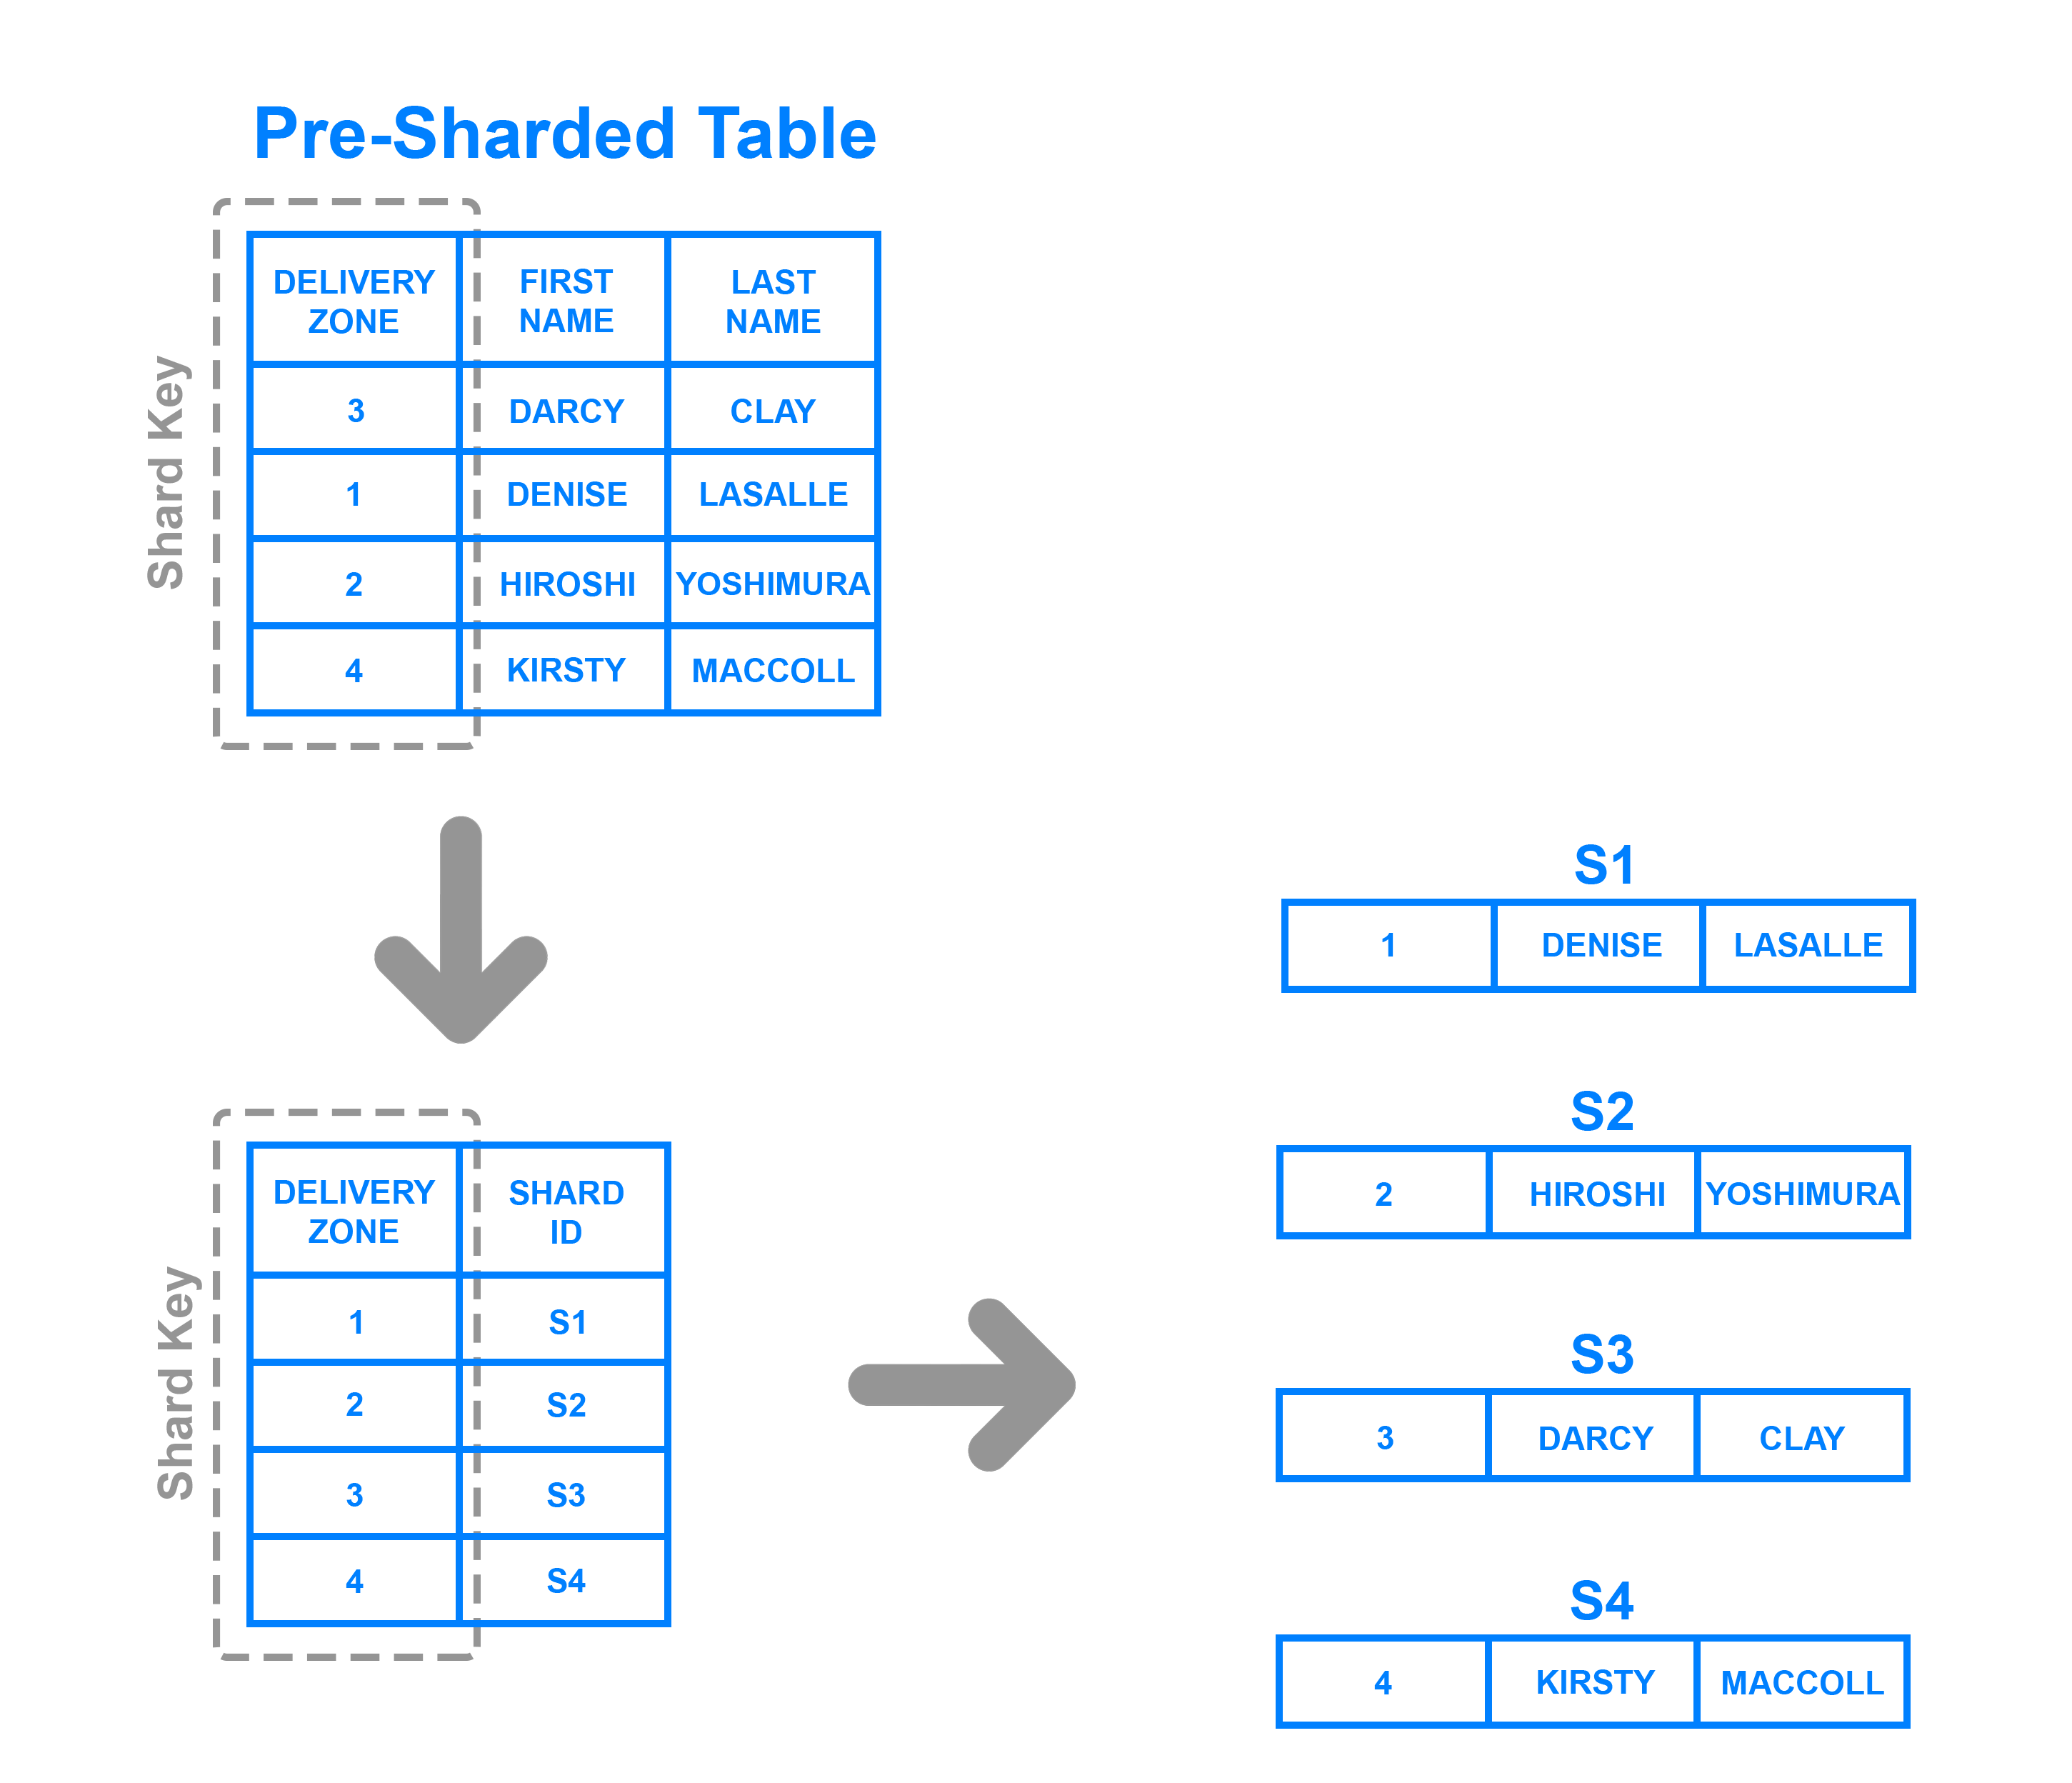 Pre-Sharded Table
Shard Key
DELIVERY ZONE FIRST NAME LAST NAME
3 DARCY CLAY
1 DENISE LASALLE
2 HIROSHI YOSHIMURA
4 KIRSTY MACCOLL
Shard Key
DELIVERY ZONE SHARD ID
1 S1
2 S2
3 S3
4 S4
S1
1 DENISE LASALLE
S2
2 HIROSHI YOSHIMURA
S3
3 DARCY CLAY
S4
4 KIRSTY MACCOLL